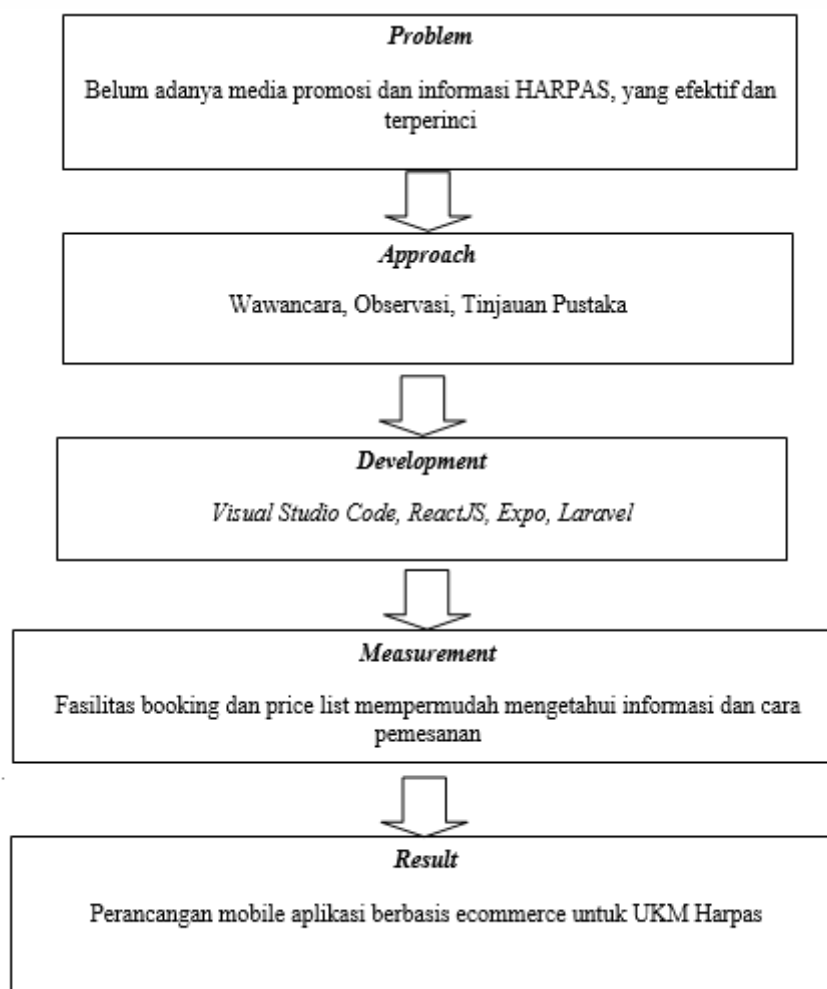 Problem
Belum adanya media promosi dan informasi HARPAS, yang efektif dan
terperinci
Approach
Wawancara, Observasi, Tinjauan Pustaka
Development
Visual Studio Code, ReactJS, Expo, Laravel
Measurement
Fasilitas booking dan price list mempermudah mengetahui informasi dan cara
pemesanan
Result
Perancangan mobile aplikasi berbasis ecommerce untuk UKM Harpas